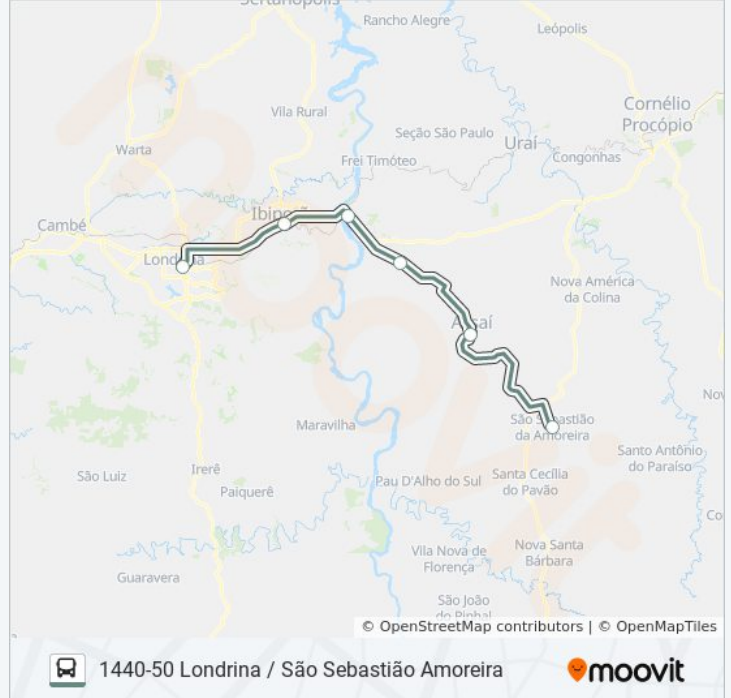 Sertanópolis
Rancho Alegre
Leópolis
Cornélio
Procópio
Vila Rural
Seção São Paulo
Uraí
Warta
Frei Timóteo
Congonhas
Cambé
Nova América
da Colina
Maravilha
São Sebastião
da Amoreira
Santo Antônio
do Paraíso
São Luiz
Irerê
Paiquerê
Pau D'Alho do Sul
Santa Cecília
do Pavão
Vila Nova de
Florença
Nova Santa
Bárbara
Guaravera
São João
do Pinhal
© OpenStreetMap contributors | © OpenMapTiles
1440-50 Londrina / São Sebastião Amoreira
moovit